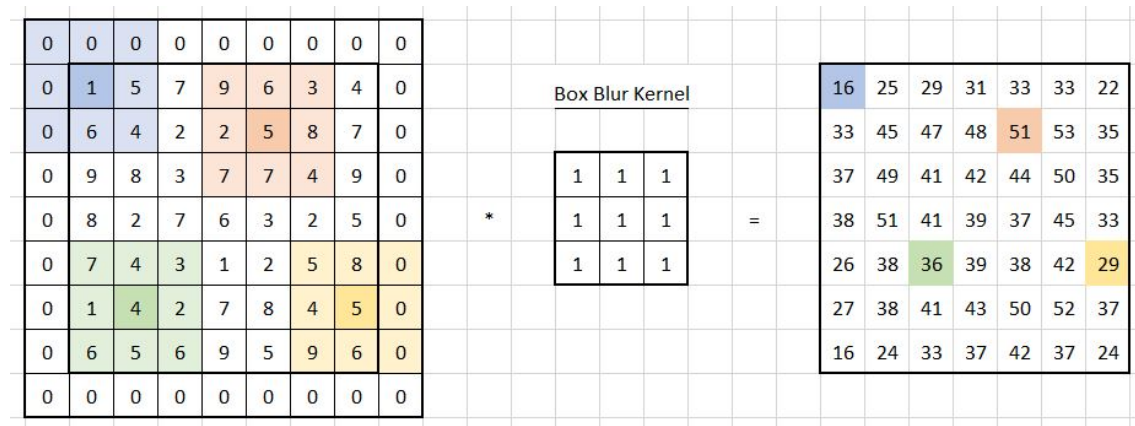 0 0 0 0 0 0 0 0 0
0 1 5 7 9 6 3 4 0 Box Blur Kernel 16 25 29 31 33 33 22
0 6 4 2 2 5 8 7 0 33 45 47 48 51 53 35
0 9 8 3 7 7 4 9 0 1 1 1 37 49 41 42 44 50 35
0 8 2 7 6 3 2 5 0 * 1 1 1 = 38 51 41 39 37 45 33
0 7 4 3 1 2 5 8 0 1 1 1 26 38 36 39 38 42 29
0 1 4 2 7 8 4 5 0 27 38 41 43 50 52 37
0 6 5 6 9 5 9 6 0 16 24 33 37 42 37 24
0 0 0 0 0 0 0 0 0